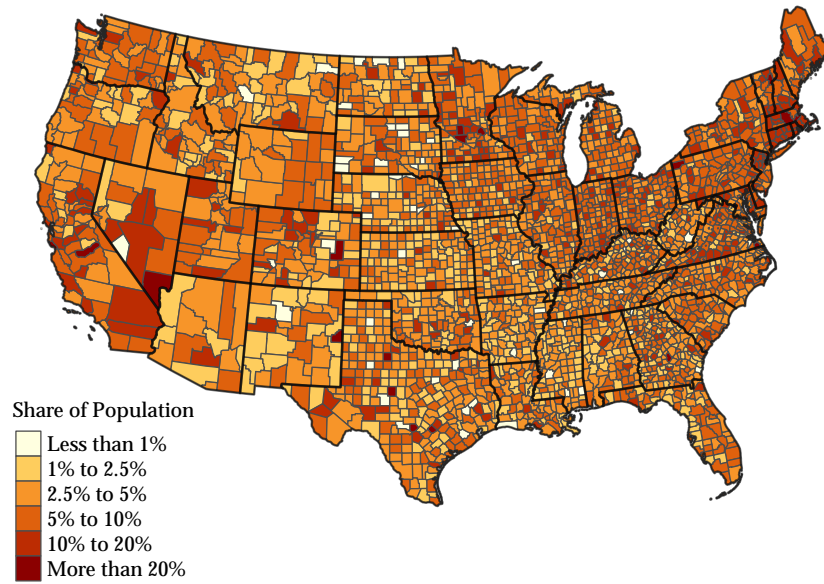 Share of Population
Less than 1%
1% to 2.5%
2.5% to 5%
5% to 10%
10% to 20%
More than 20%